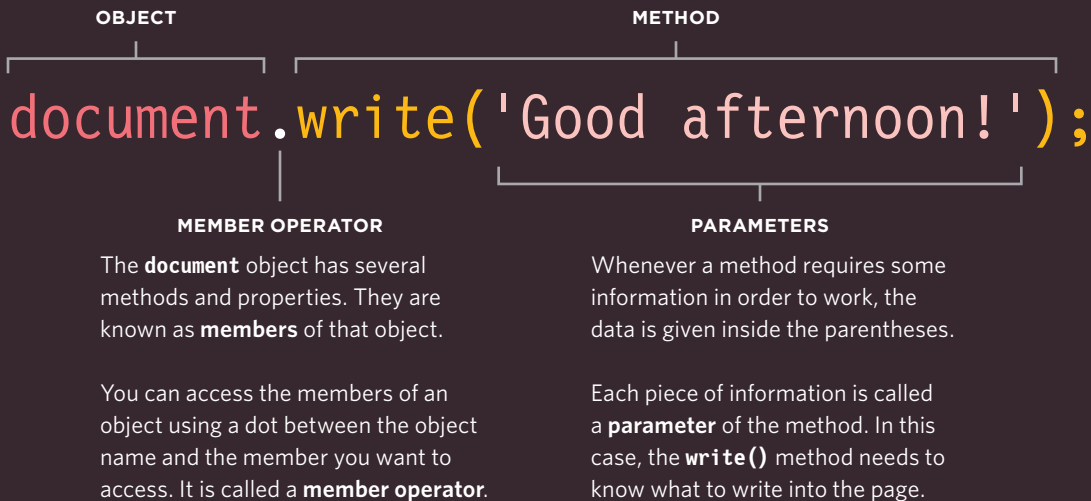 OBJECT
METHOD
document.write('Good afternoon!');
MEMBER OPERATOR
The document object has several
methods and properties. They are
known as members of that object.
You can access the members of an
object using a dot between the object
name and the member you want to
access. It is called a member operator.
PARAMETERS
Whenever a method requires some
information in order to work, the
data is given inside the parentheses.
Each piece of information is called
a parameter of the method. In this
case, the write() method needs to
know what to write into the page.